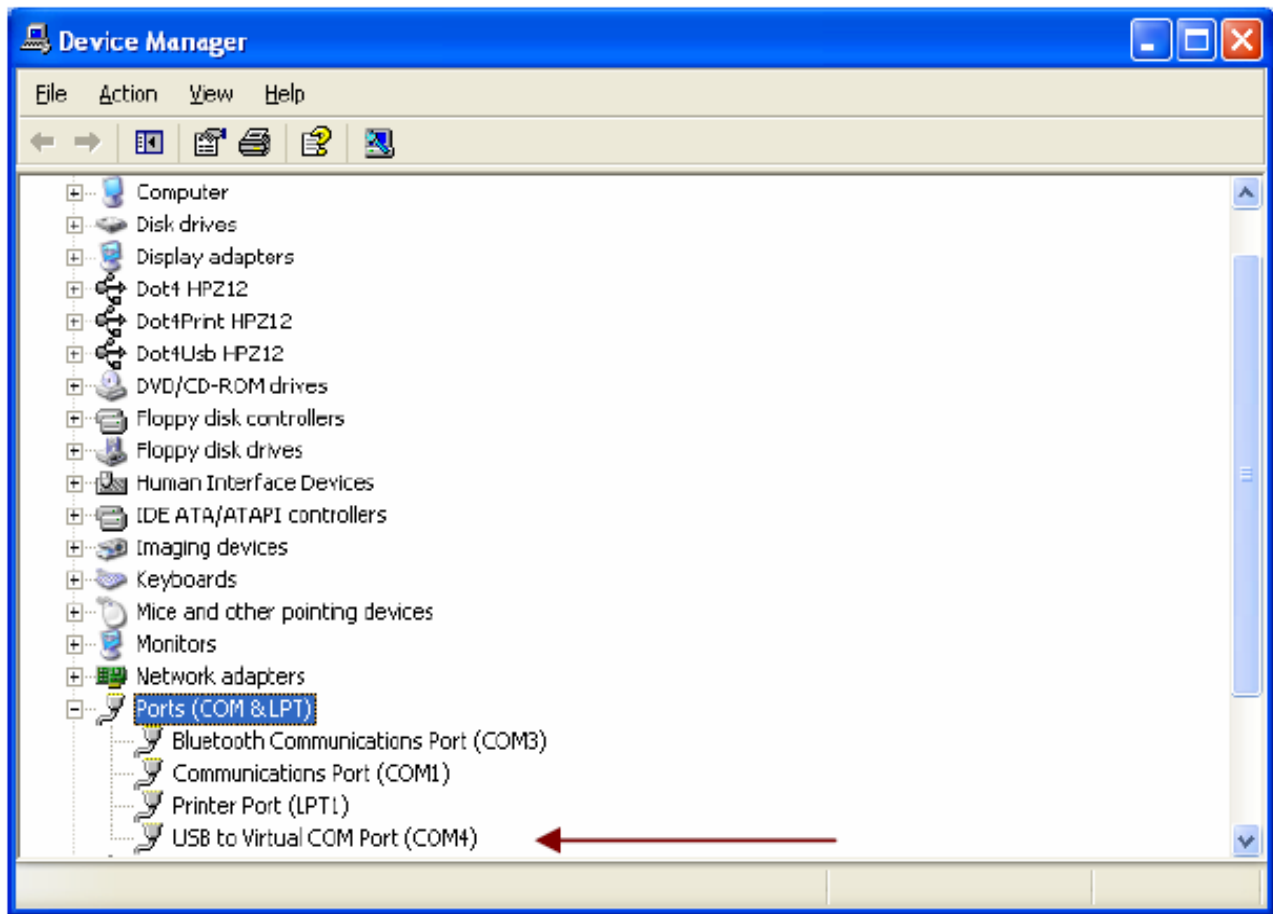 Device Manager
File Action View Help
Computer
Disk drives
Display adapters
Dot4 HPZ12
Dot4Print HPZ12
Dot4Usb HPZ12
DVD/CD-ROM drives
Floppy disk controllers
Floppy disk drives
Human Interface Devices
IDE ATA/ATAPI controllers
Imaging devices
Keyboards
Mice and other pointing devices
Monitors
Network adapters
Ports (COM & LPT)
Bluetooth Communications Port (COM3)
Communications Port (COM1)
Printer Port (LPT1)
USB to Virtual COM Port (COM4)